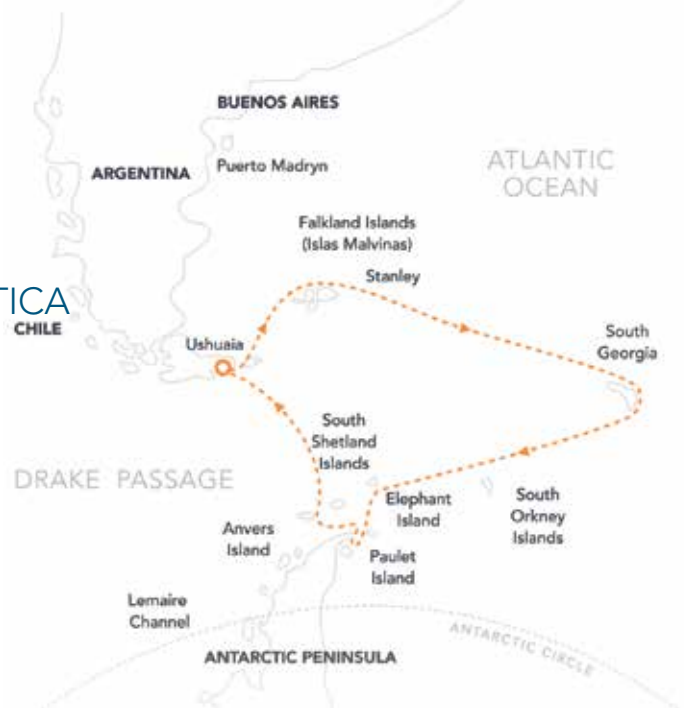 BUENOS AIRES
ARGENTINA
Puerto Madryn
ATLANTIC
OCEAN
Falkland Islands
(Islas Malvinas)
Stanley
TICA
CHILE
Ushuaia
South
Georgia
South
Shetland
Islands
DRAKE PASSAGE
Elephant
Island
South
Orkney
Islands
Anvers
Island
Paulet
Island
Lemaire
Channel
ANTARCTIC CIRCLE
ANTARCTIC PENINSULA